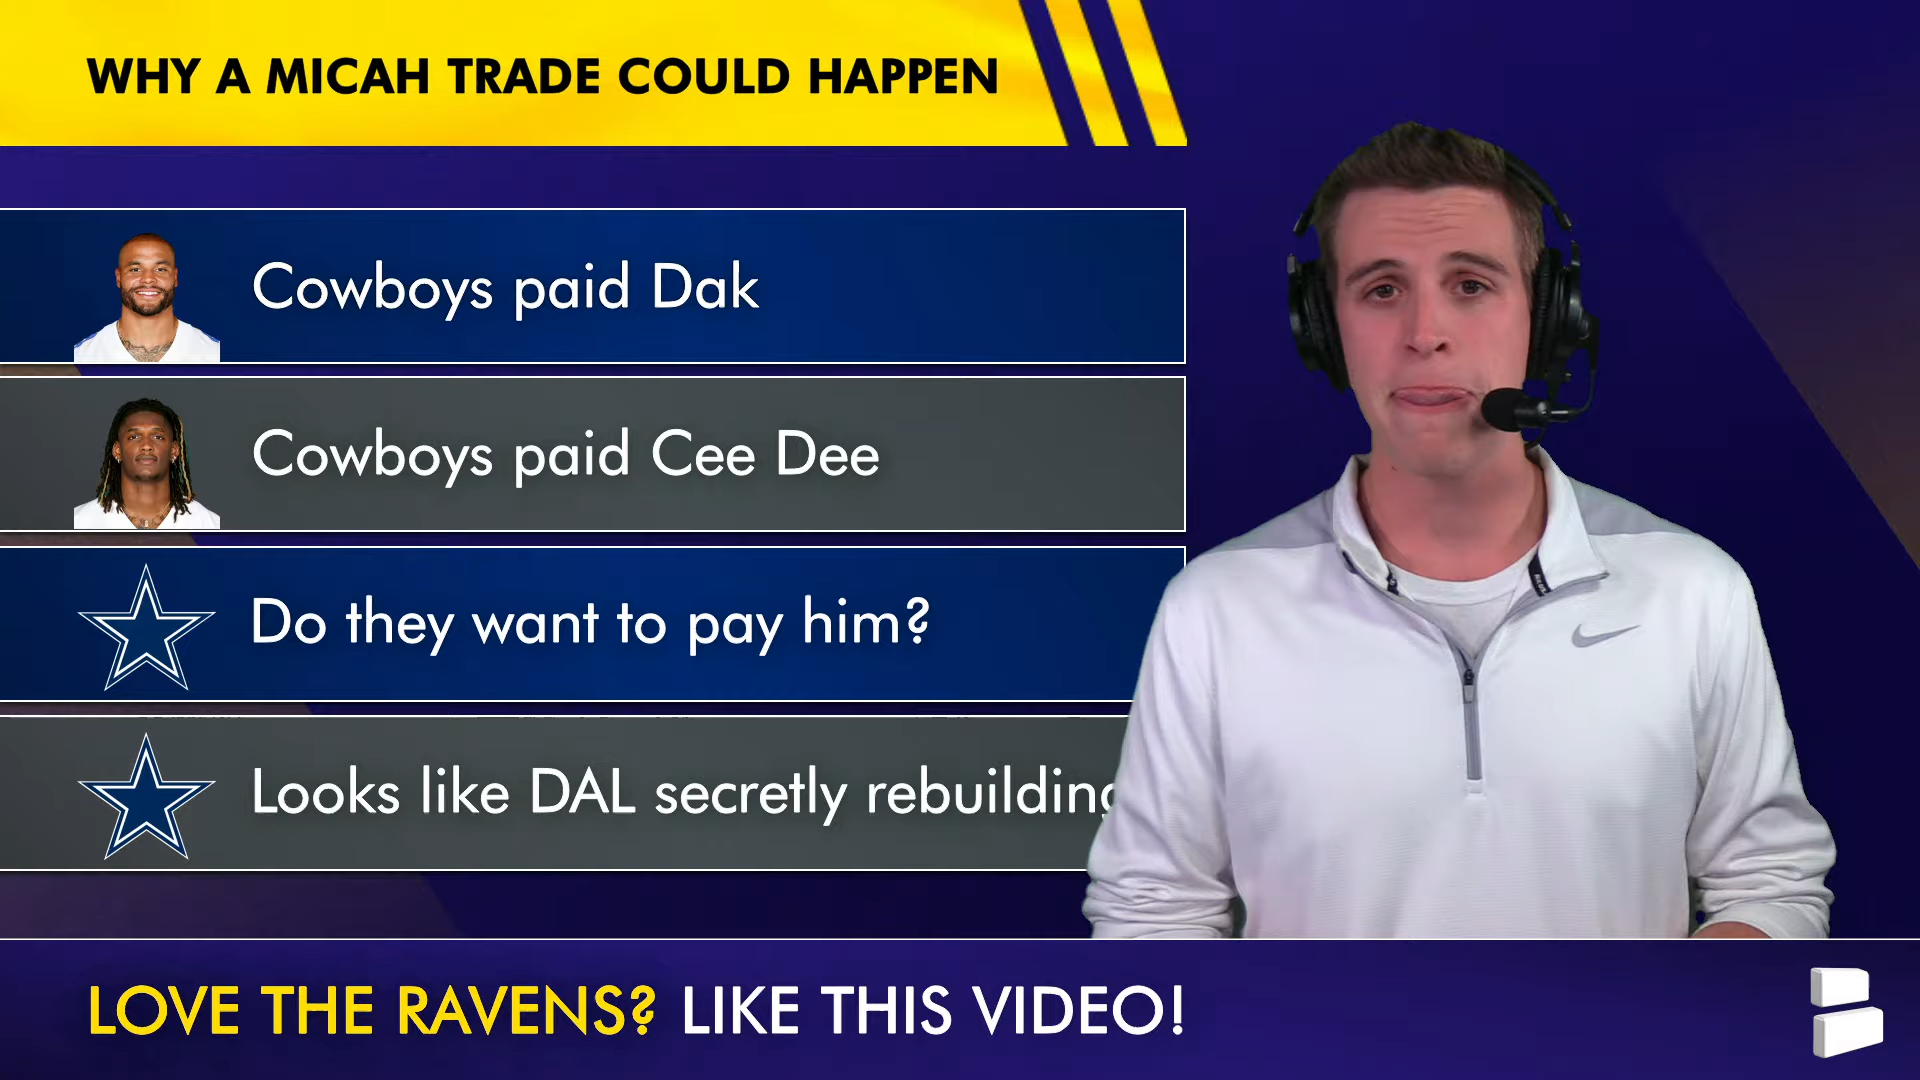 WHY A MICAH TRADE COULD HAPPEN
Cowboys paid Dak
Cowboys paid Cee Dee
Do they want to pay him?
Looks like DAL secretly rebuilding
LOVE THE RAVENS? LIKE THIS VIDEO!